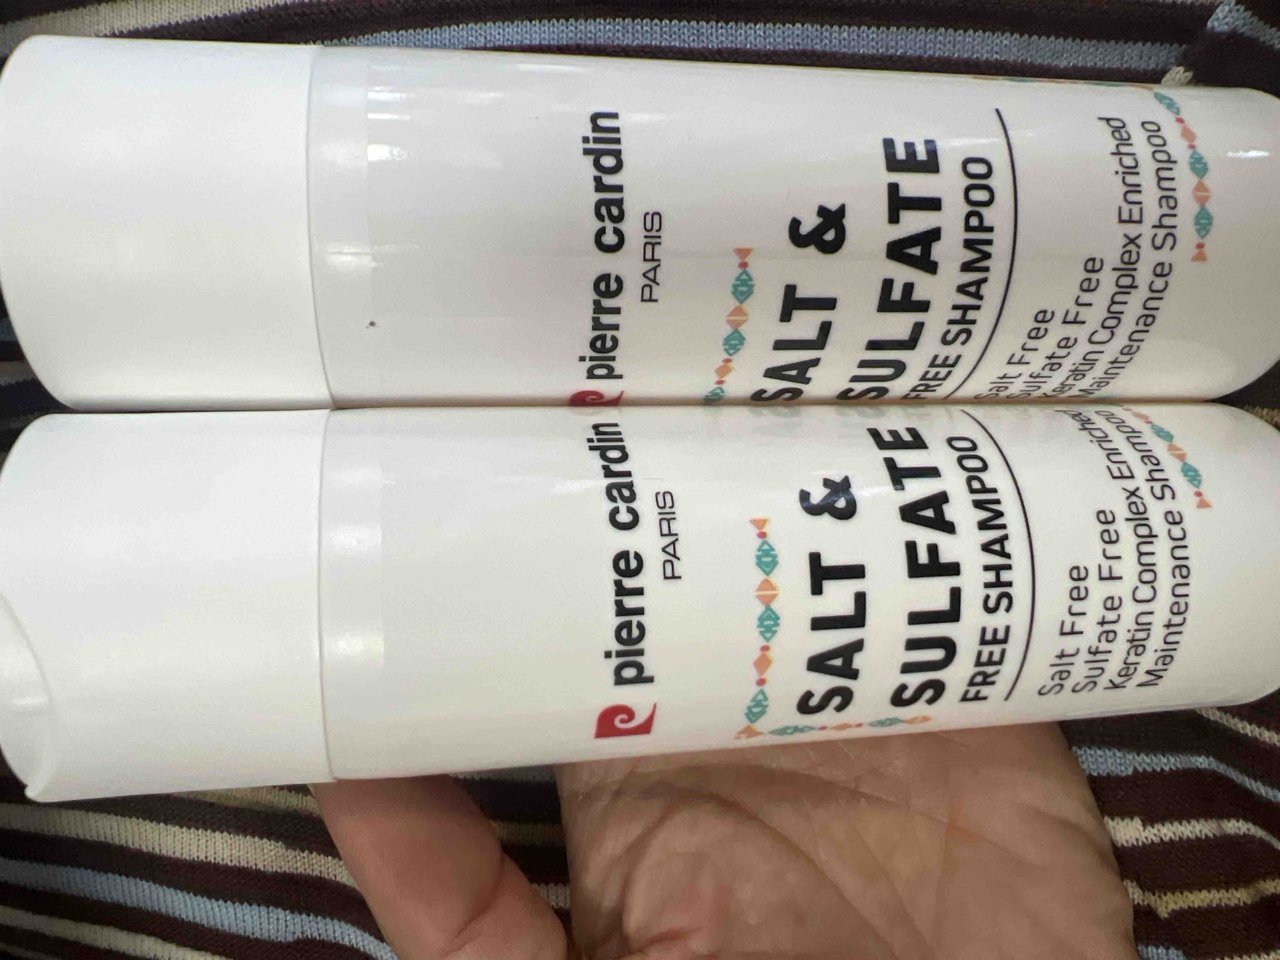 pierre cardin
PARIS
SALT &
SULFATE
FREE SHAMPOO
Salt Free
Sulfate Free
Keratin Complex Enriched
Maintenance Shampoo
pierre cardin
PARIS
SALT &
SULFATE
FREE SHAMPOO
Salt Free
Sulfate Free
Keratin Complex Enriched
Maintenance Shampoo